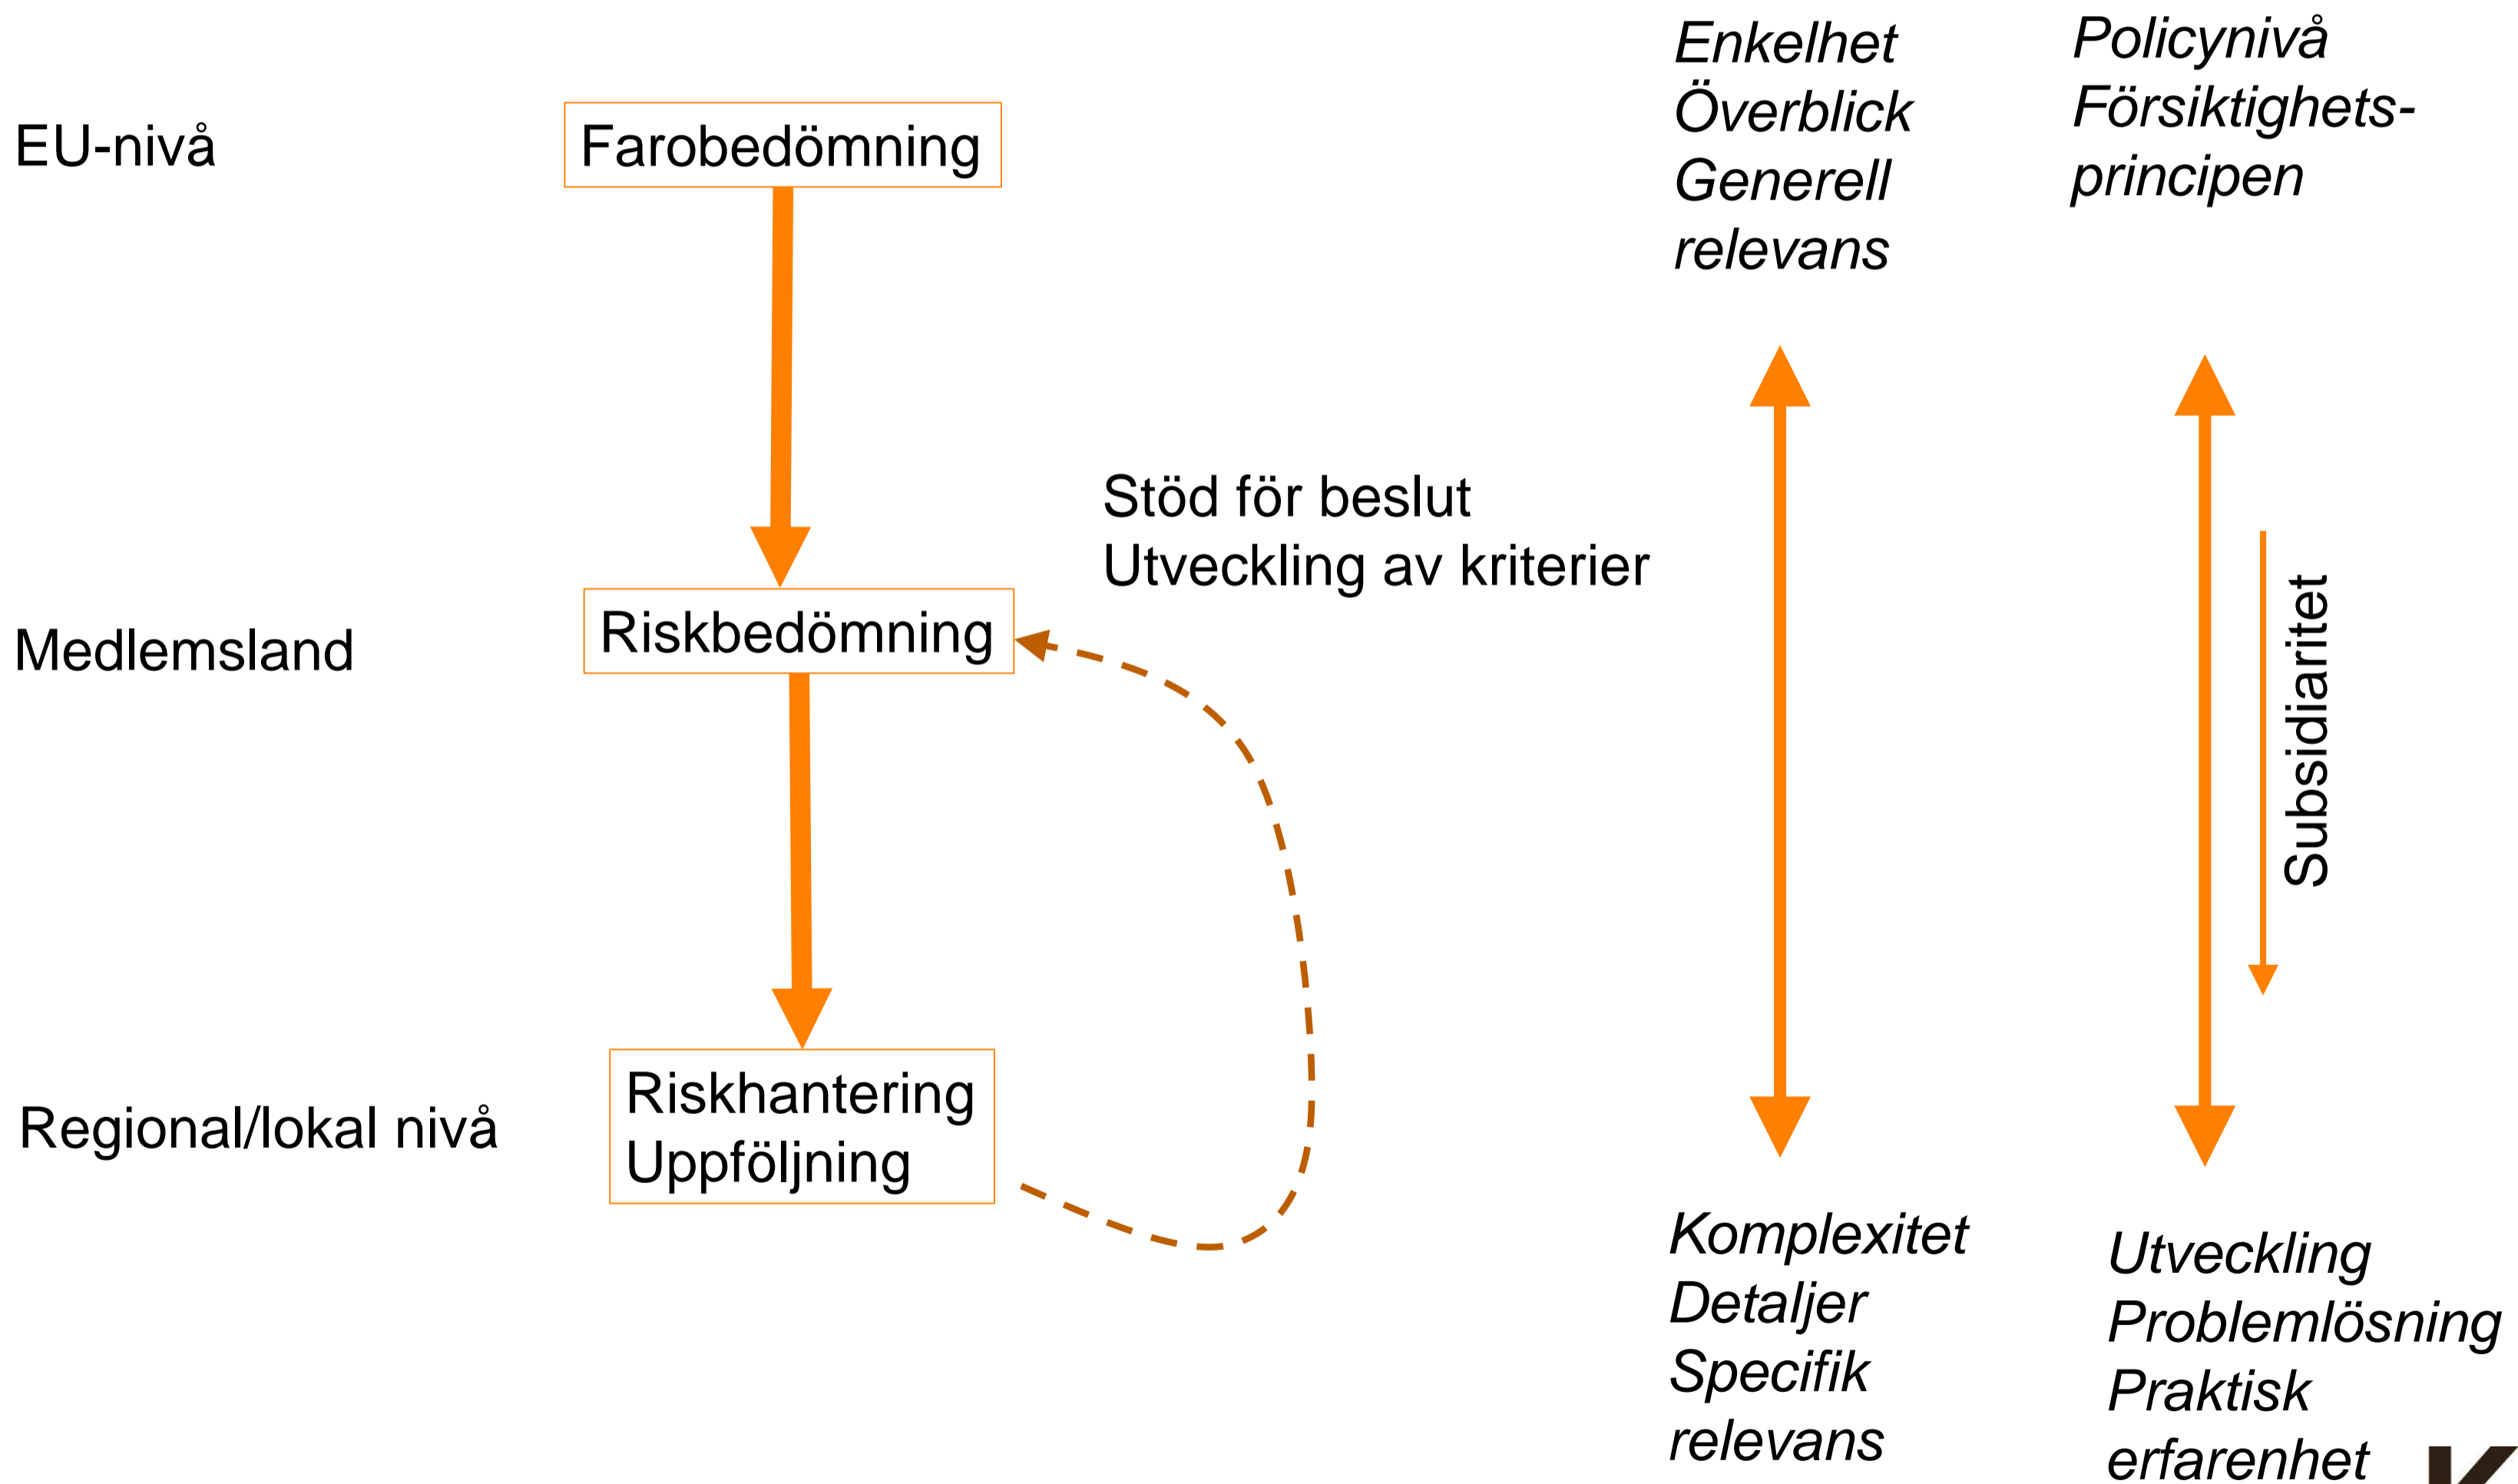 EU-nivå
Farobedömning
Enkelhet
Överblick
Generell
relevans
Policynivå
Försiktighets-
principen
Stöd för beslut
Utveckling av kriterier
Medlemsland
Riskbedömning
Subsidiaritet
Regional/lokal nivå
Riskhantering
Uppföljning
Komplexitet
Detaljer
Specifik
relevans
Utveckling
Problemlösning
Praktisk
erfarenhet